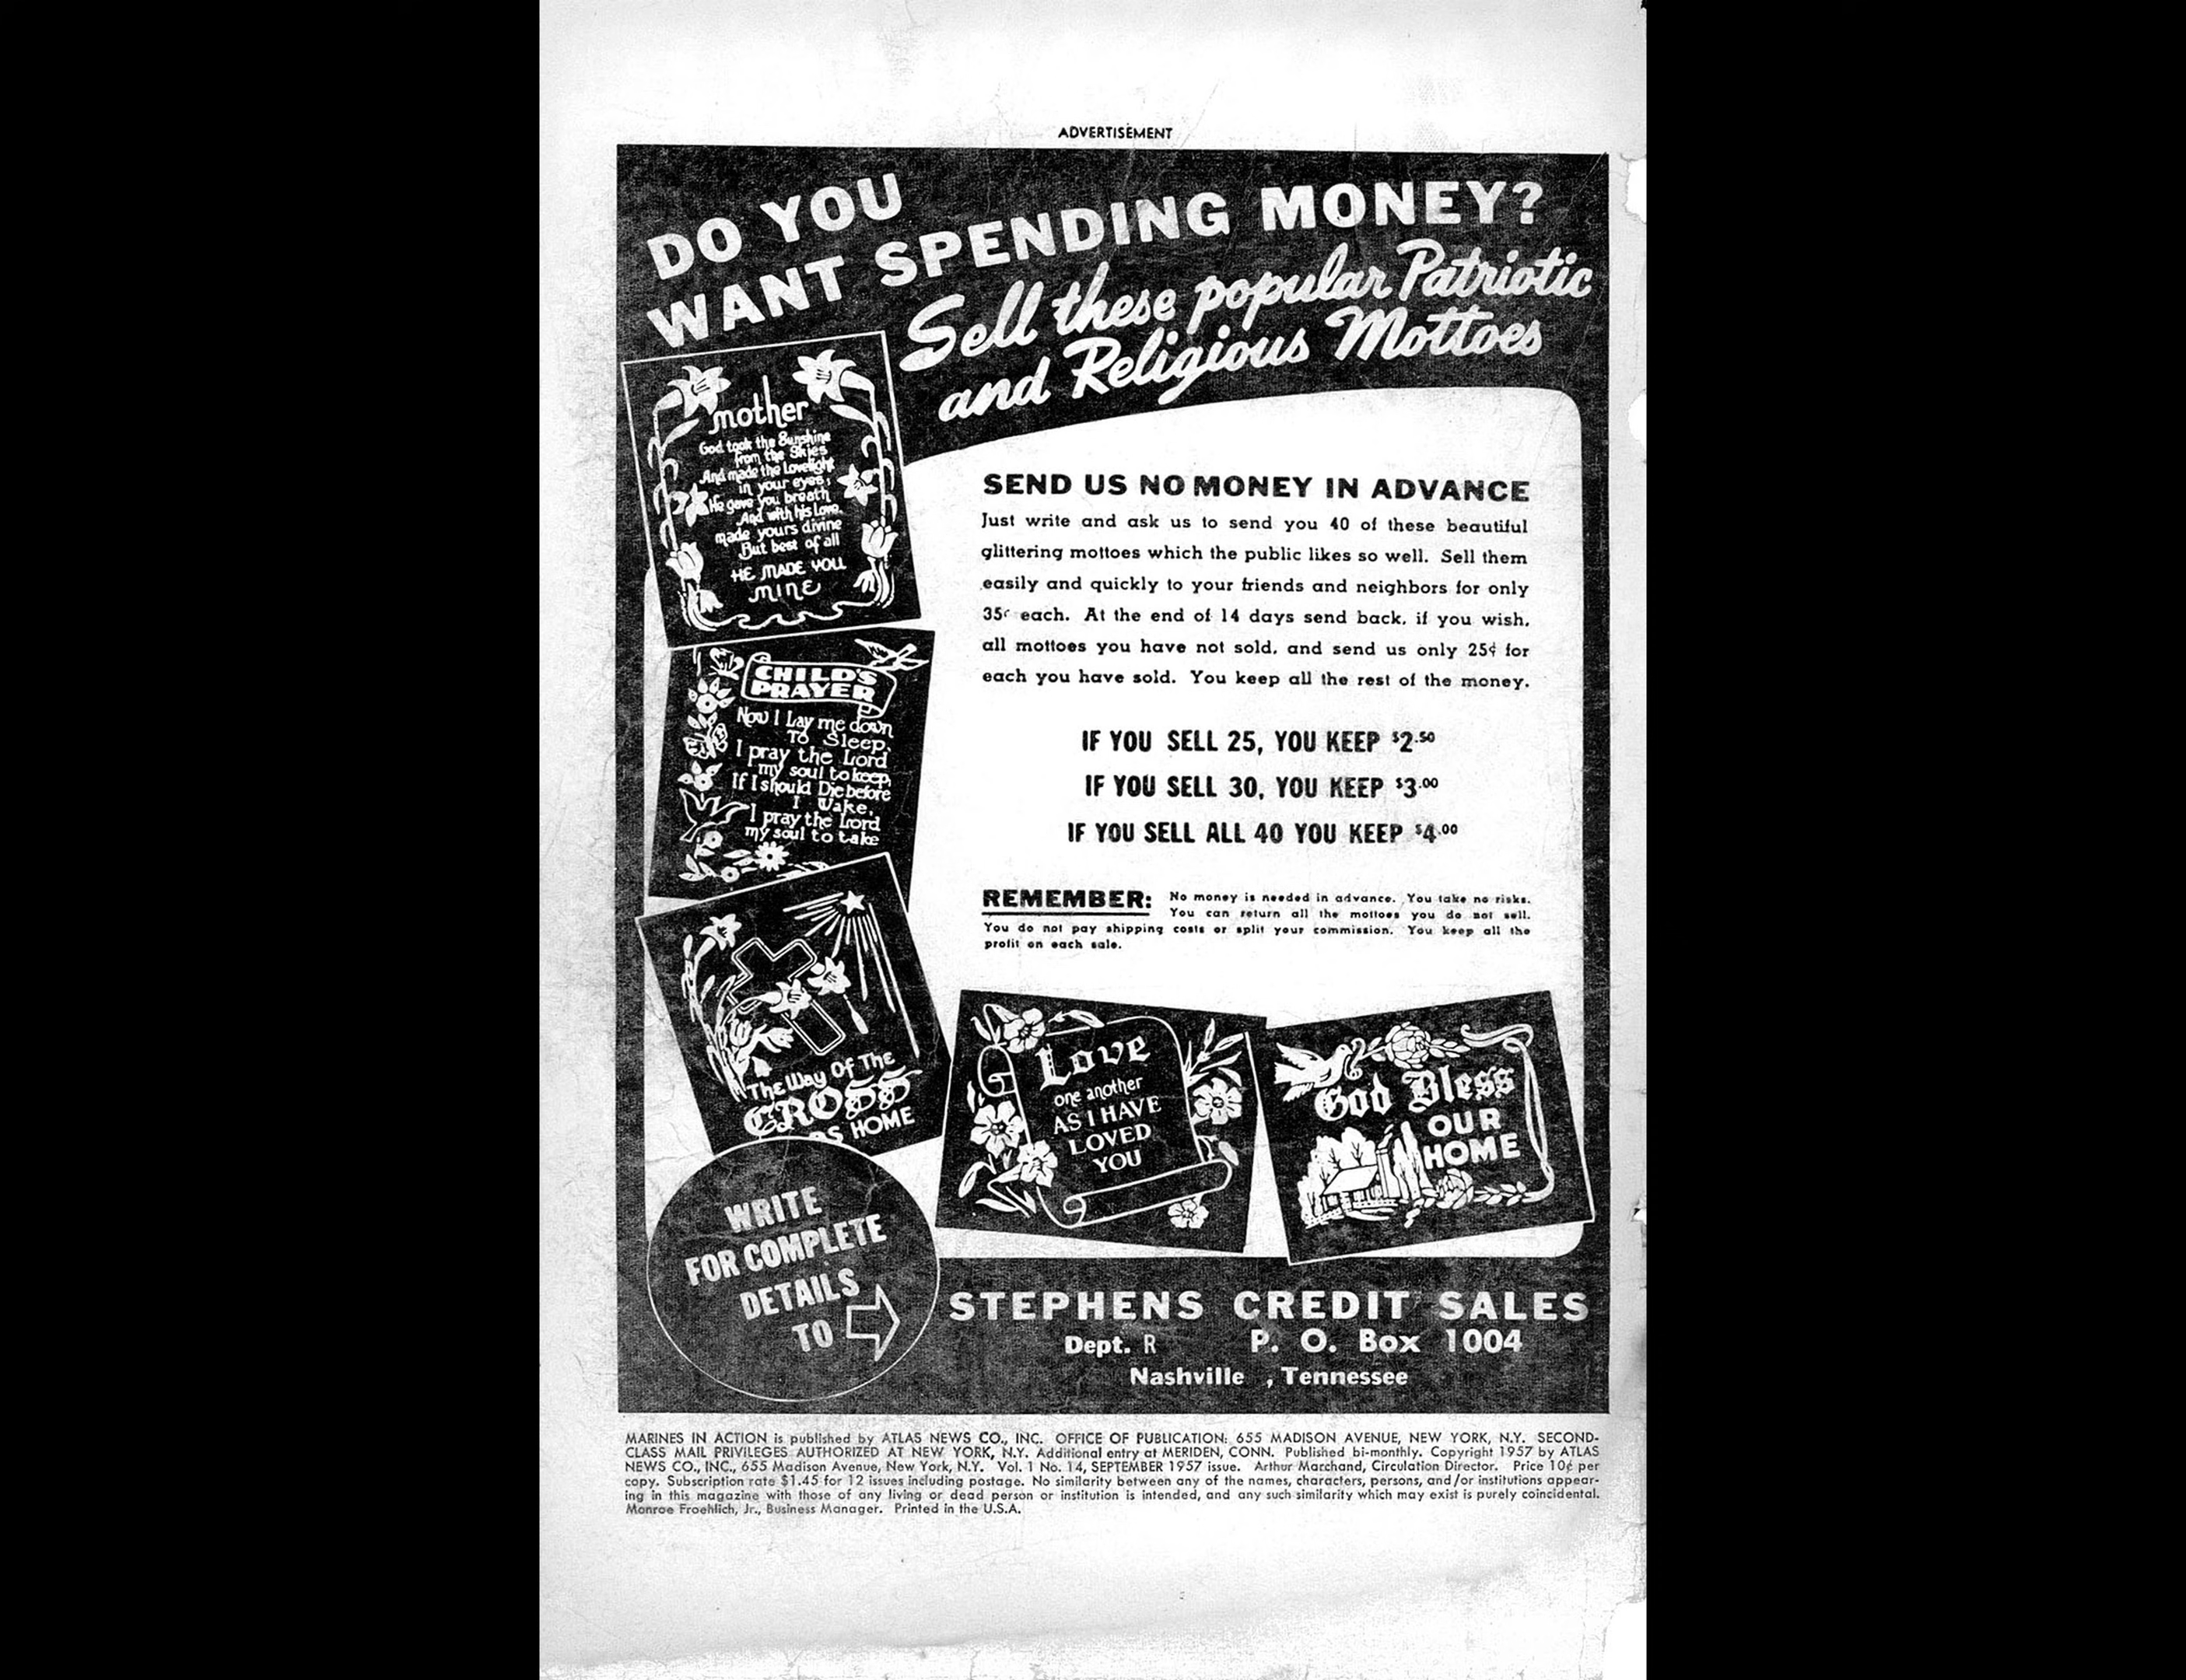 ADVERTISEMENT
DO YOU
WANT SPENDING MONEY?
Sell these popular Patriotic
and Religious Mottoes
mother
God took the Sunshine
from the Skies
And made the Lovelight
in your eyes,
He gave you breath
And with his Love,
made yours divine
But best of all
HE MADE YOU
MINE
CHILD'S
PRAYER
Now I Lay me down
To Sleep,
I pray the Lord
my soul to keep,
If I should Die before
I Wake,
I pray the Lord
my soul to take
The Way Of The
CROSS
DS HOME
SEND US NO MONEY IN ADVANCE
Just write and ask us to send you 40 of these beautiful
glittering mottoes which the public likes so well. Sell them
easily and quickly to your friends and neighbors for only
35¢ each. At the end of 14 days send back, if you wish,
all mottoes you have not sold, and send us only 25¢ for
each you have sold. You keep all the rest of the money.
IF YOU SELL 25, YOU KEEP $2.50
IF YOU SELL 30, YOU KEEP $3.00
IF YOU SELL ALL 40 YOU KEEP $4.00
REMEMBER: No money is needed in advance. You take no risks.
You can return all the mottoes you do not sell.
You do not pay shipping costs or split your commission. You keep all the
profit on each sale.
Love
one another
AS I HAVE
LOVED
YOU
God Bless
OUR
HOME
WRITE
FOR COMPLETE
DETAILS
TO
STEPHENS CREDIT SALES
Dept. R P. O. Box 1004
Nashville , Tennessee
MARINES IN ACTION is published by ATLAS NEWS CO., INC. OFFICE OF PUBLICATION: 655 MADISON AVENUE, NEW YORK, N.Y. SECOND-
CLASS MAIL PRIVILEGES AUTHORIZED AT NEW YORK, N.Y. Additional entry at MERIDEN, CONN. Published bi-monthly. Copyright 1957 by ATLAS
NEWS CO., INC., 655 Madison Avenue, New York, N.Y. Vol. 1 No. 14, SEPTEMBER 1957 issue. Arthur Marchand, Circulation Director. Price 10¢ per
copy. Subscription rate $1.45 for 12 issues including postage. No similarity between any of the names, characters, persons, and/or institutions appear-
ing in this magazine with those of any living or dead person or institution is intended, and any such similarity which may exist is purely coincidental.
Monroe Froehlich, Jr., Business Manager. Printed in the U.S.A.